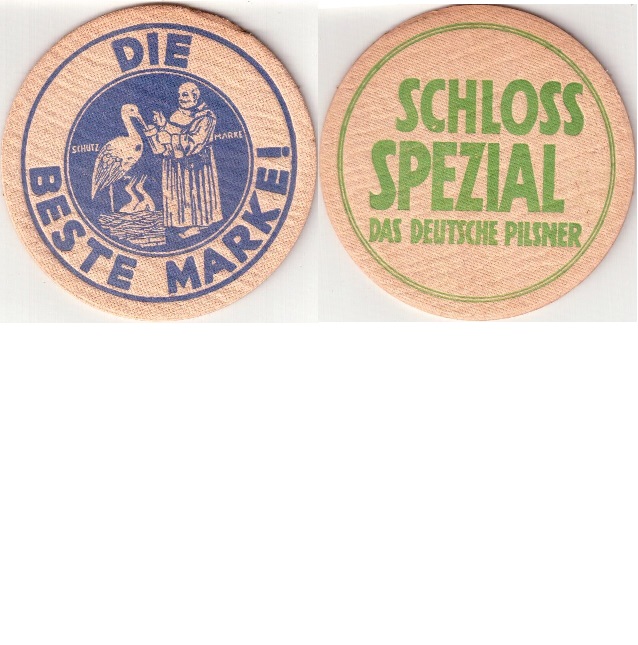 DIE
BESTE MARKE!
SCHUTZ MARKE
SCHLOSS
SPEZIAL
DAS DEUTSCHE PILSNER